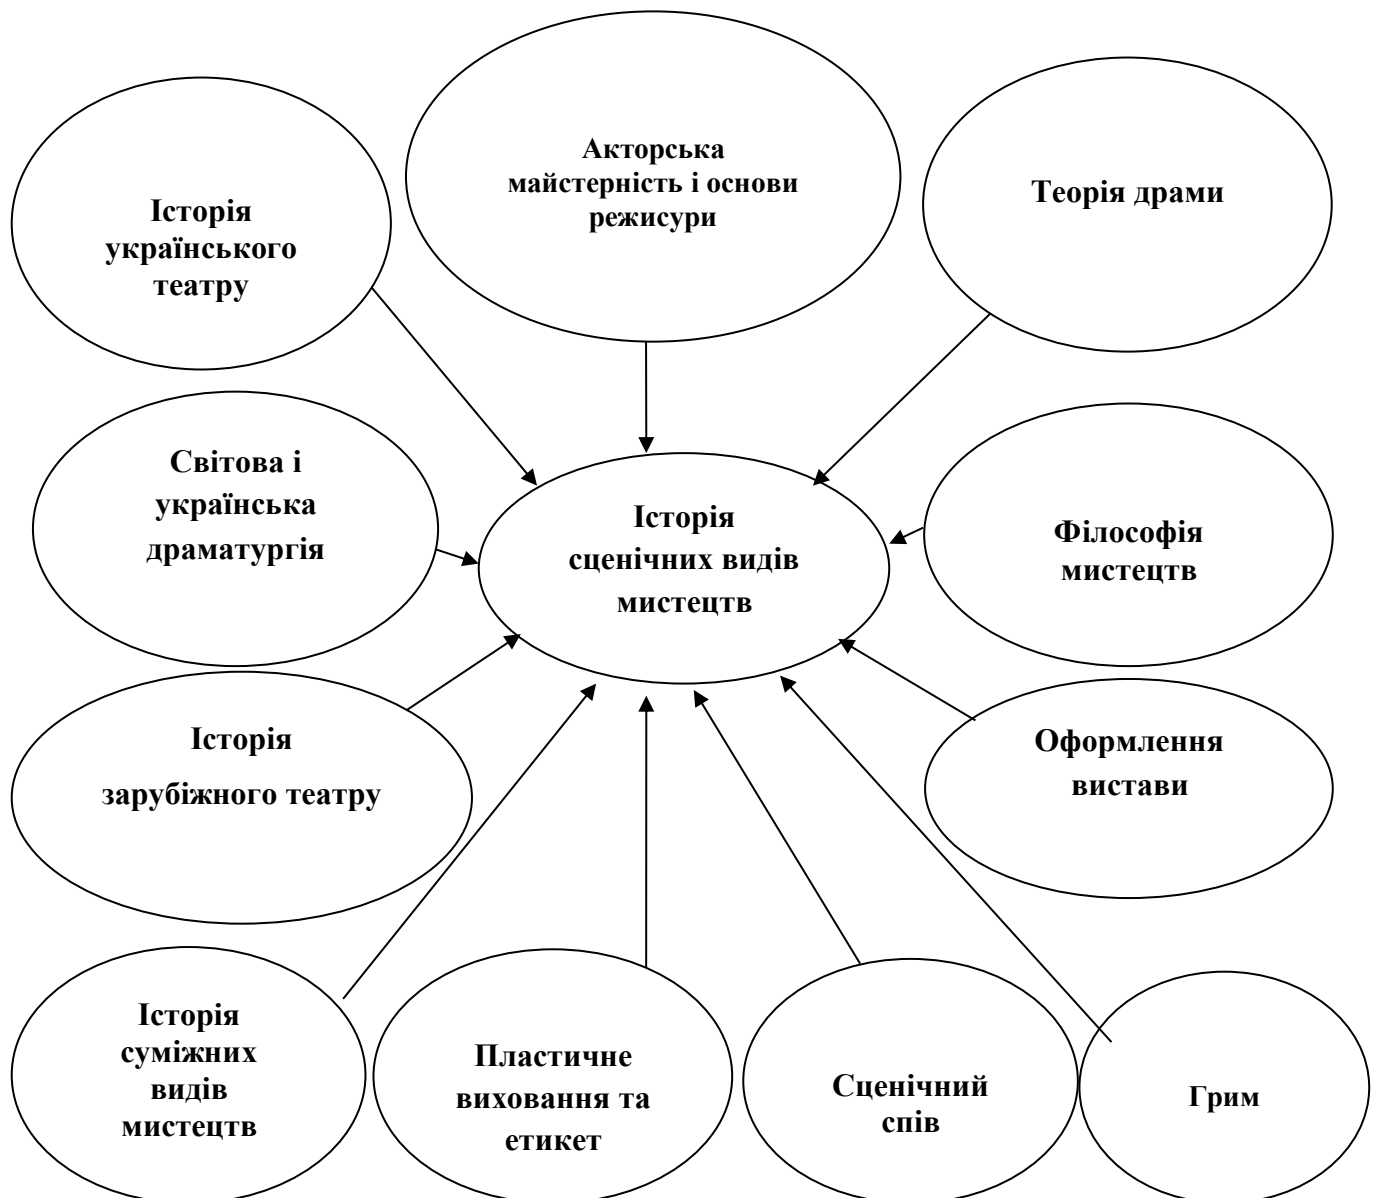 Історія
українського
театру
Акторська
майстерність і основи
режисури
Теорія драми
Світова і
українська
драматургія
Історія
сценічних видів
мистецтв
Філософія
мистецтв
Історія
зарубіжного театру
Оформлення
вистави
Історія
суміжних
видів
мистецтв
Пластичне
виховання та
етикет
Сценічний
спів
Грим